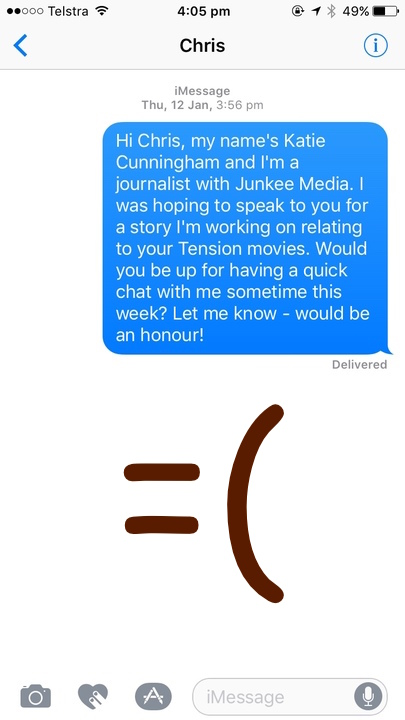 Telstra 4:05 pm 49%
Chris
iMessage
Thu, 12 Jan, 3:56 pm
Hi Chris, my name's Katie
Cunningham and I'm a
journalist with Junkee Media. I
was hoping to speak to you for
a story I'm working on relating
to your Tension movies. Would
you be up for having a quick
chat with me sometime this
week? Let me know - would be
an honour!
Delivered
=(
iMessage